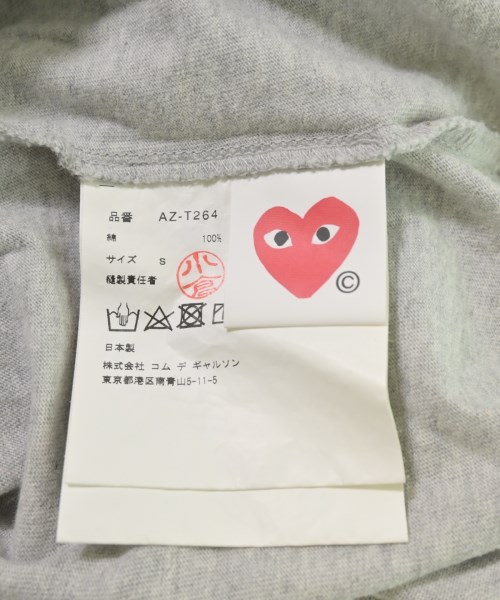 品番 AZ-T264
綿 100%
サイズ S
縫製責任者 小倉
日本製
株式会社 コム デ ギャルソン
東京都港区南青山5-11-5
©